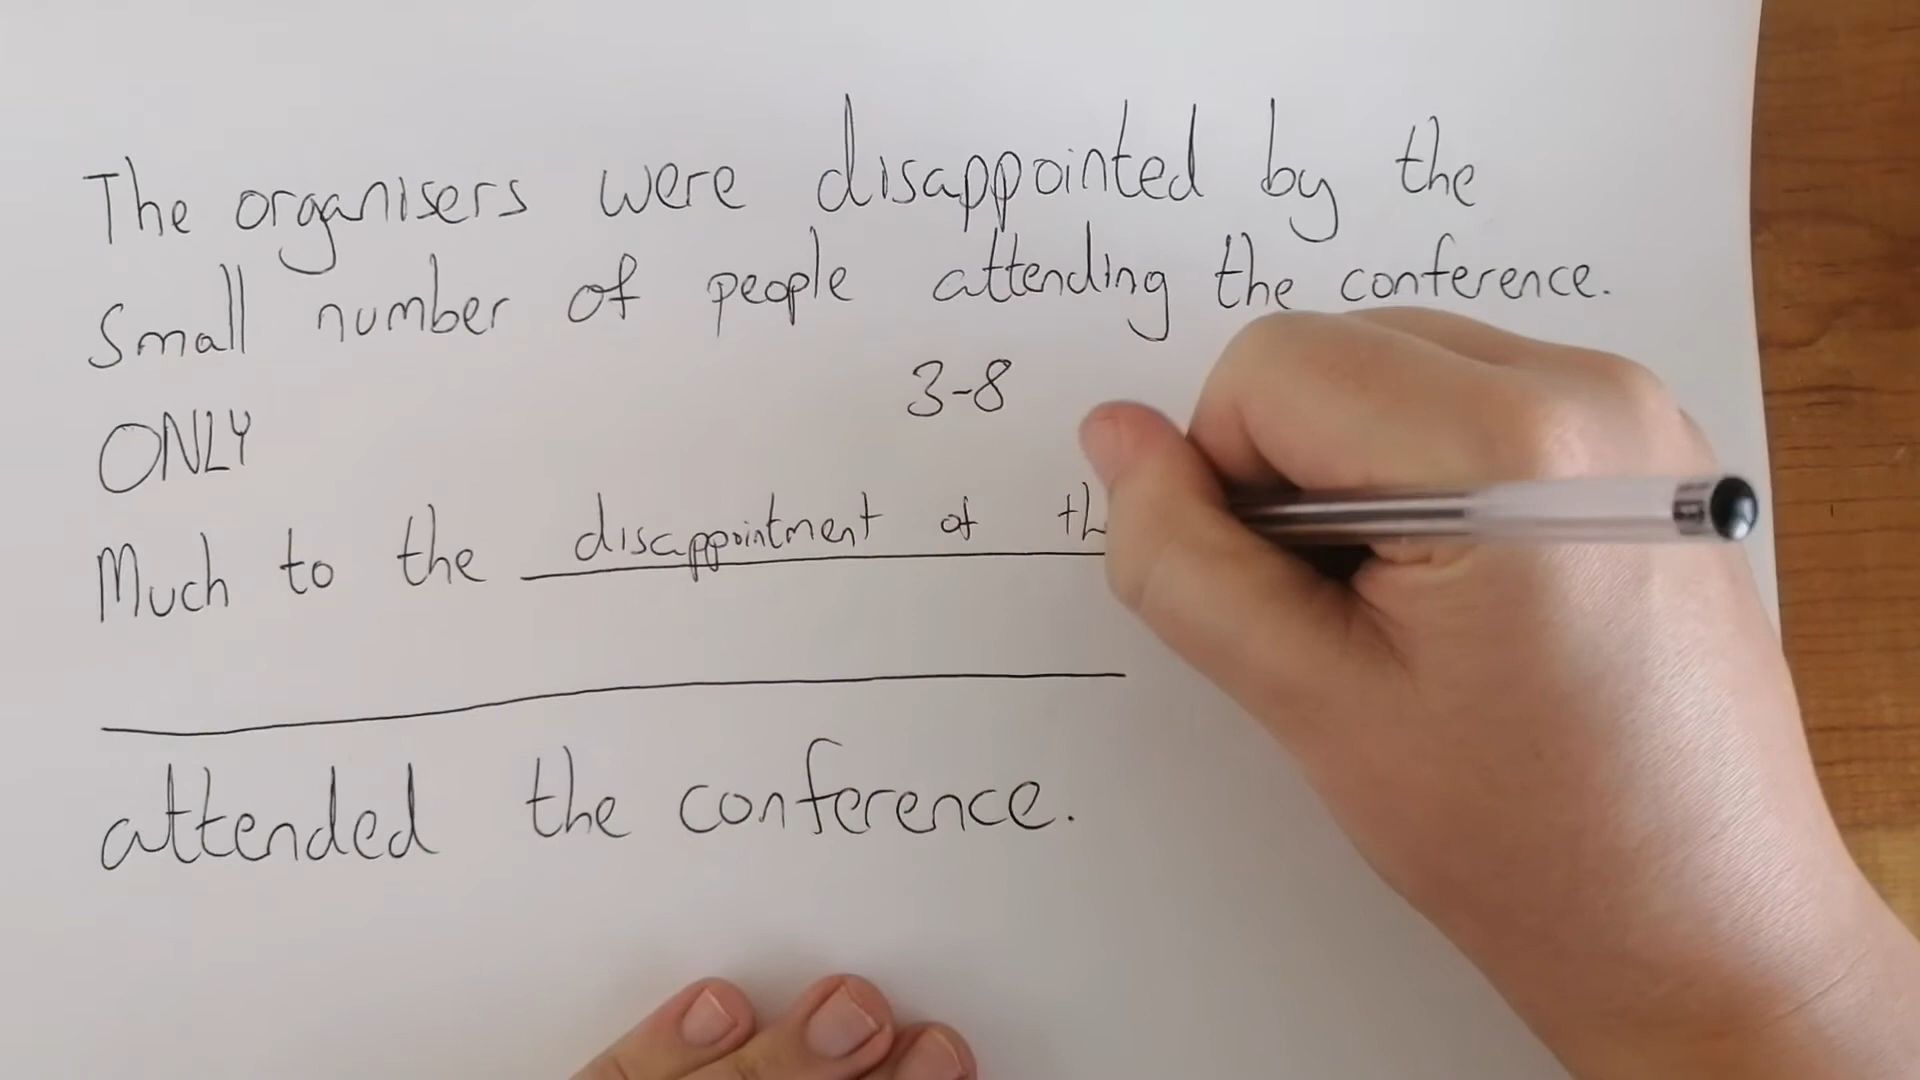 The organisers were disappointed by the
small number of people attending the conference.
3-8
ONLY
Much to the disappointment of th
attended the conference.